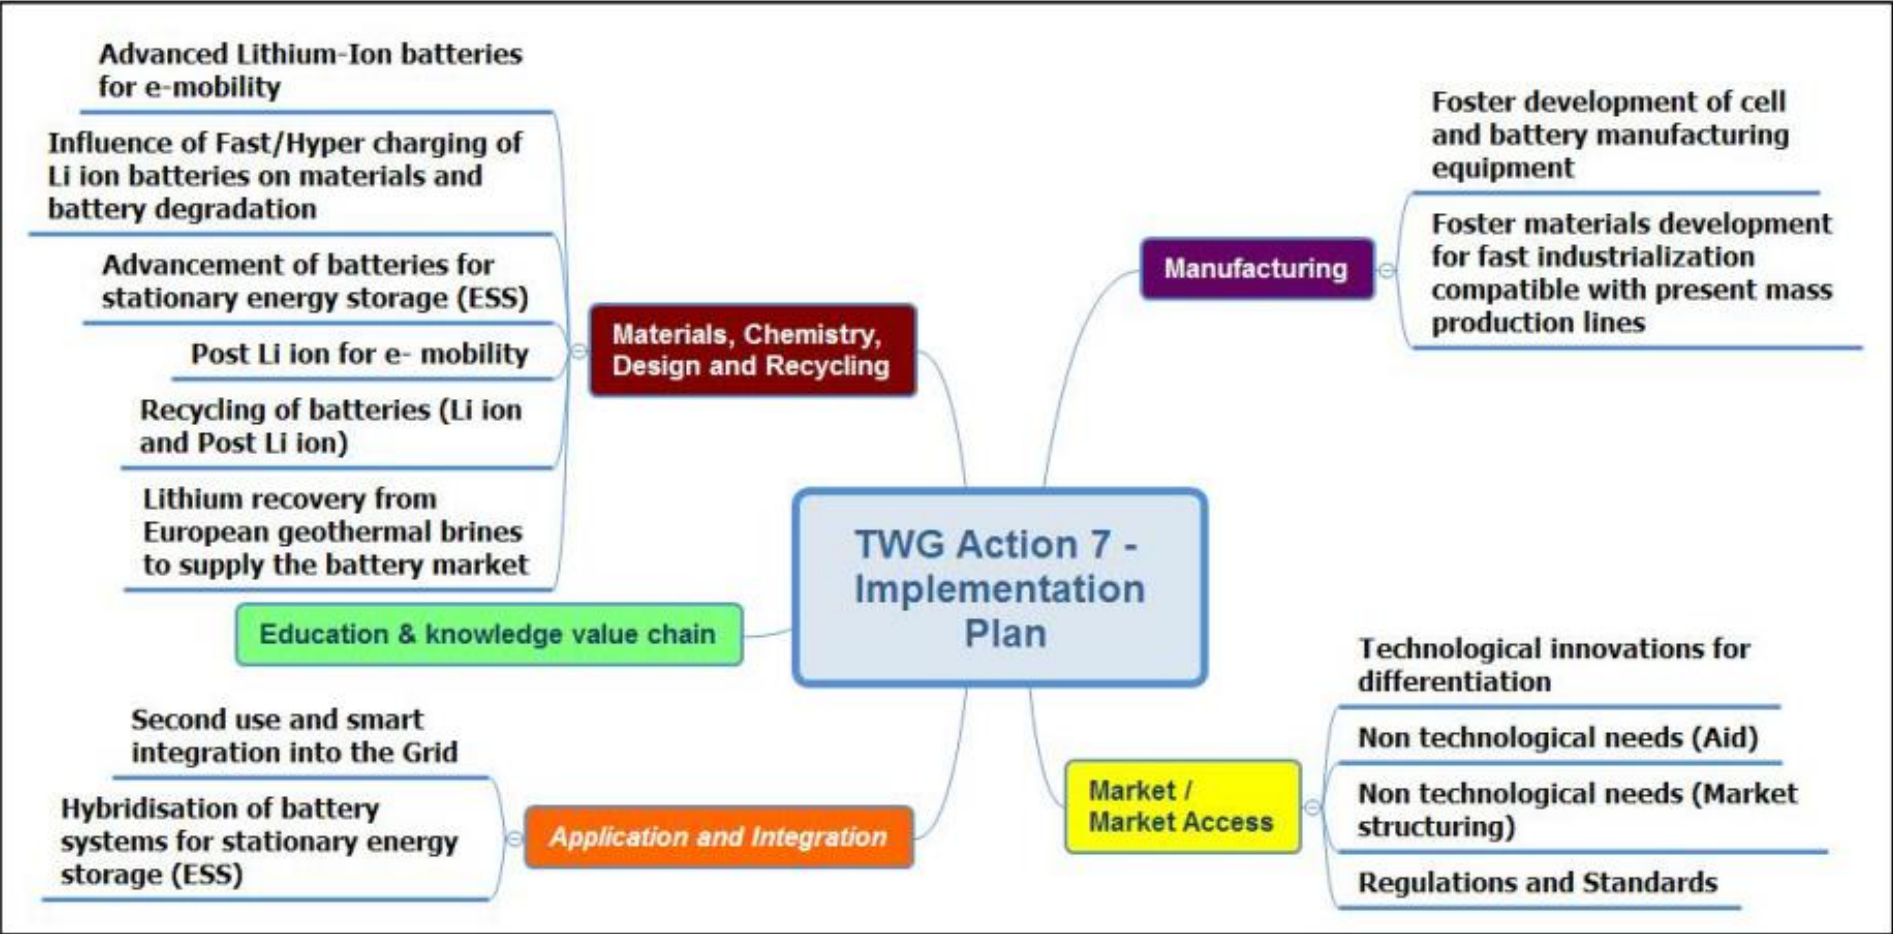 Advanced Lithium-Ion batteries
for e-mobility
Influence of Fast/Hyper charging of
Li ion batteries on materials and
battery degradation
Advancement of batteries for
stationary energy storage (ESS)
Post Li ion for e- mobility
Recycling of batteries (Li ion
and Post Li ion)
Lithium recovery from
European geothermal brines
to supply the battery market
Materials, Chemistry,
Design and Recycling
Education & knowledge value chain
Second use and smart
integration into the Grid
Hybridisation of battery
systems for stationary energy
storage (ESS)
Application and Integration
TWG Action 7 -
Implementation
Plan
Manufacturing
Foster development of cell
and battery manufacturing
equipment
Foster materials development
for fast industrialization
compatible with present mass
production lines
Market /
Market Access
Technological innovations for
differentiation
Non technological needs (Aid)
Non technological needs (Market
structuring)
Regulations and Standards